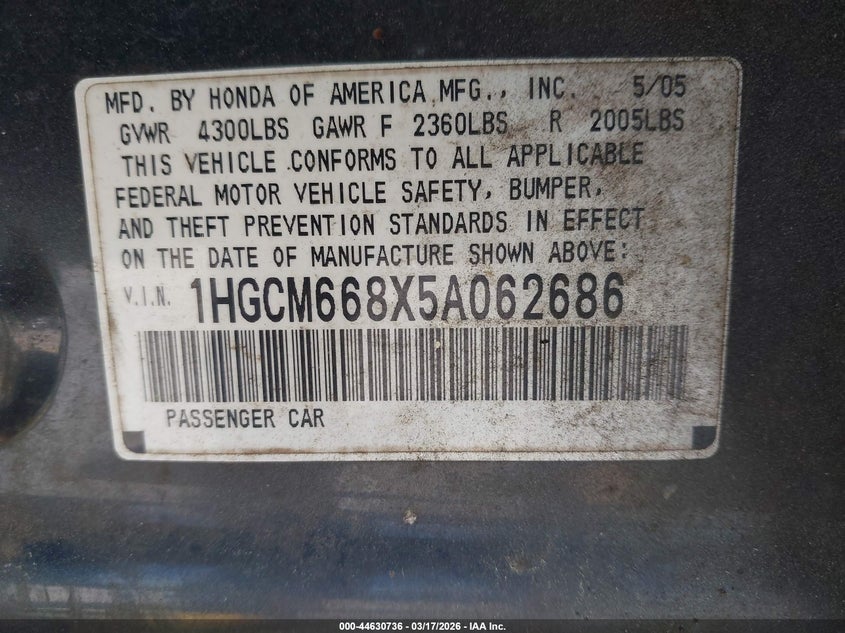 MFD. BY HONDA OF AMERICA MFG., INC. 5/05
GVWR 4300LBS GAWR F 2360LBS R 2005LBS
THIS VEHICLE CONFORMS TO ALL APPLICABLE
FEDERAL MOTOR VEHICLE SAFETY, BUMPER,
AND THEFT PREVENTION STANDARDS IN EFFECT
ON THE DATE OF MANUFACTURE SHOWN ABOVE:
V.I.N. 1HGCM668X5A062686
PASSENGER CAR
000-44630736 - 03/17/2026 - IAA Inc.